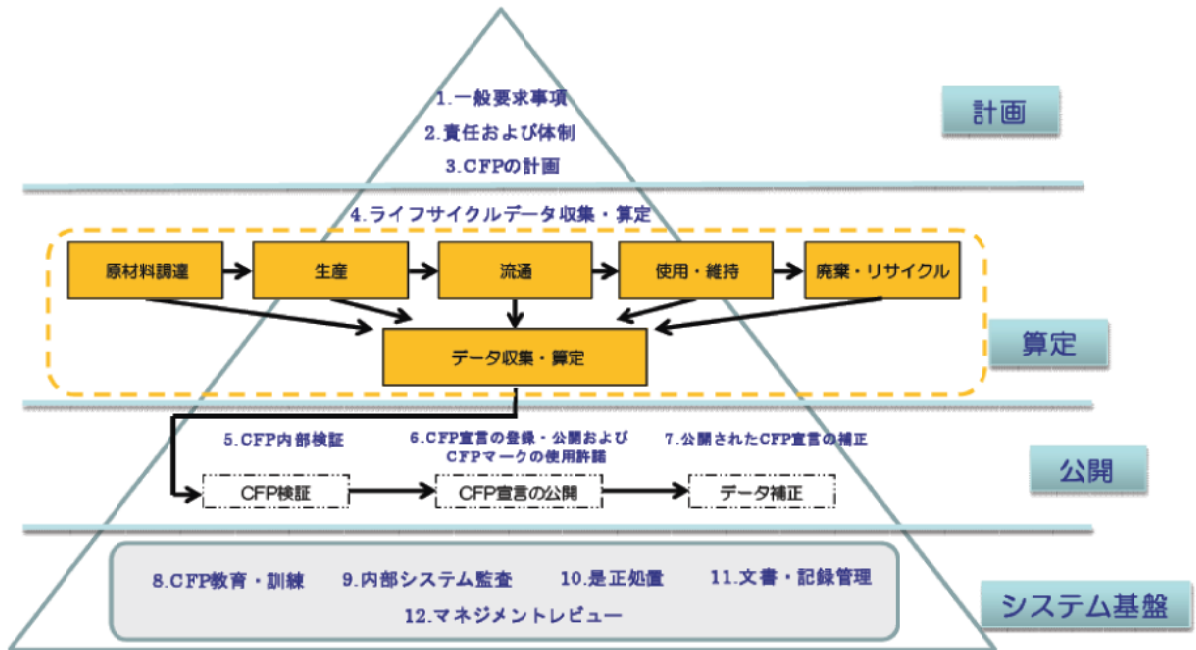 1.一般要求事項
2.責任および体制
3.CFPの計画
計画
4.ライフサイクルデータ収集・算定
原材料調達
生産
流通
使用・維持
廃棄・リサイクル
データ収集・算定
算定
5.CFP内部検証
6.CFP宣言の登録・公開および
CFPマークの使用許諾
7.公開されたCFP宣言の補正
CFP検証
CFP宣言の公開
データ補正
公開
8.CFP教育・訓練
9.内部システム監査
10.是正処置
11.文書・記録管理
12.マネジメントレビュー
システム基盤